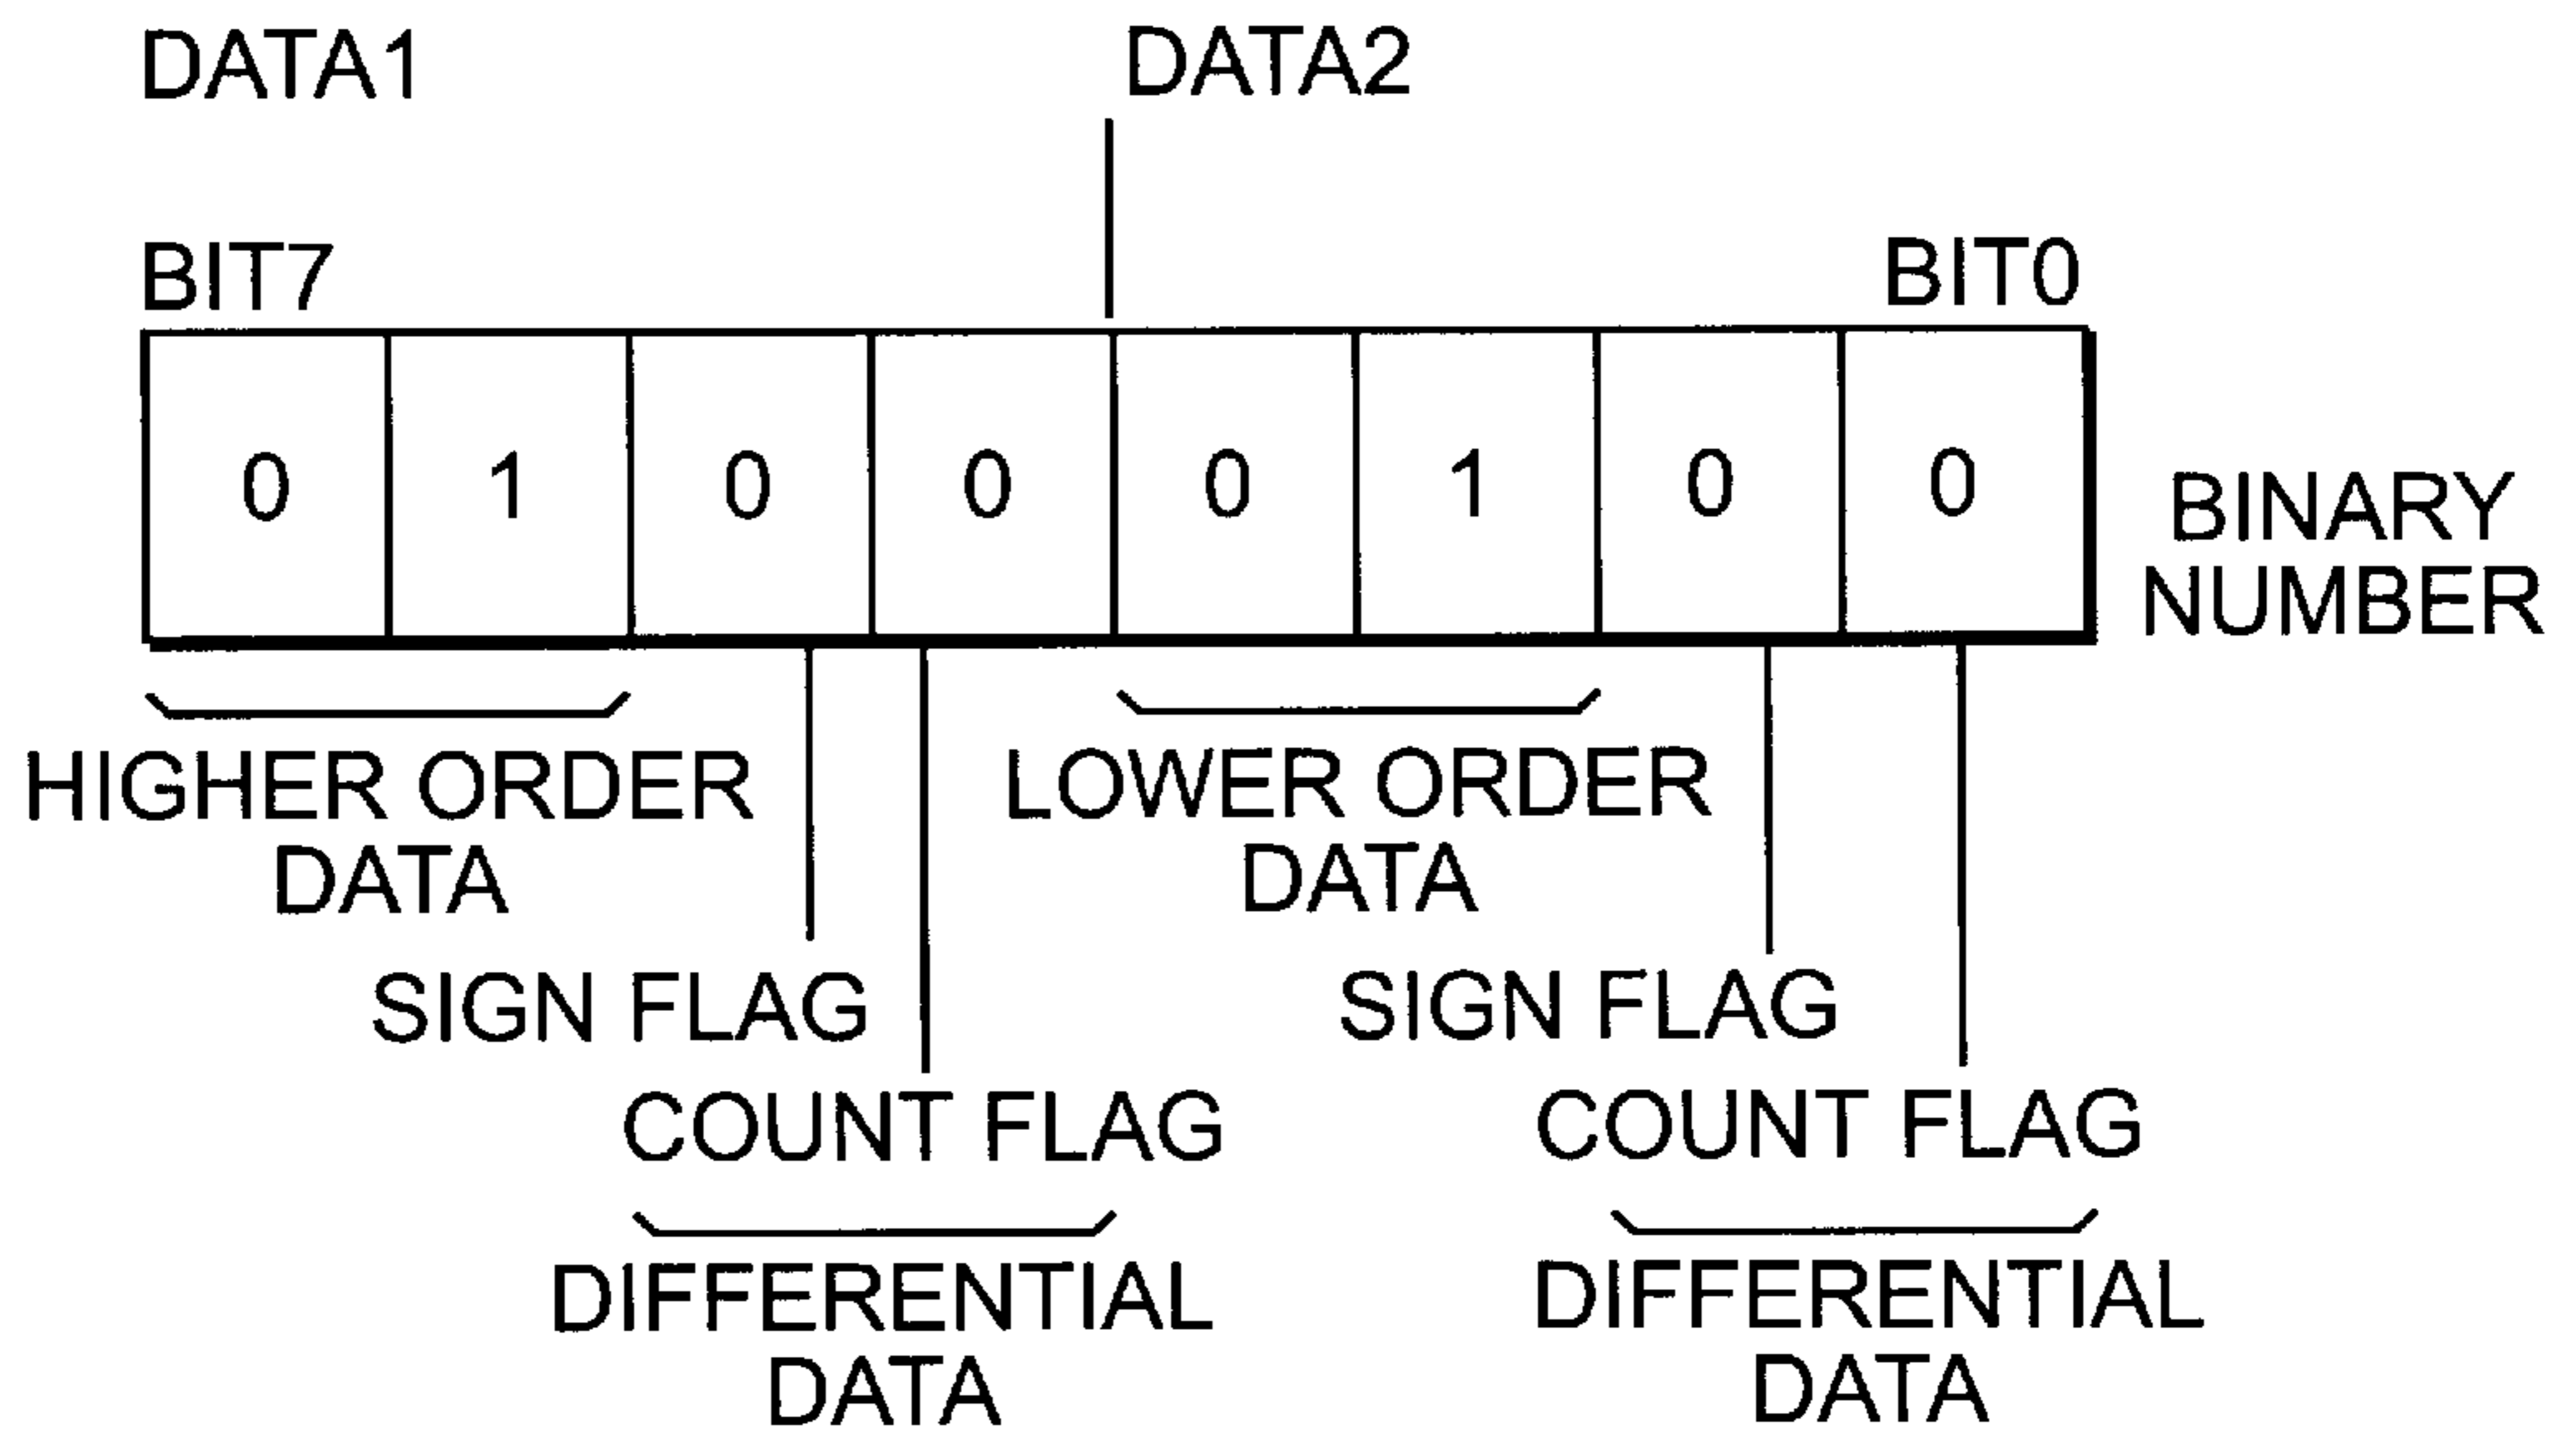 DATA1 DATA2
BIT7 BIT0
0 1 0 0 0 1 0 0
BINARY
NUMBER
HIGHER ORDER
DATA
LOWER ORDER
DATA
SIGN FLAG SIGN FLAG
COUNT FLAG COUNT FLAG
DIFFERENTIAL
DATA
DIFFERENTIAL
DATA